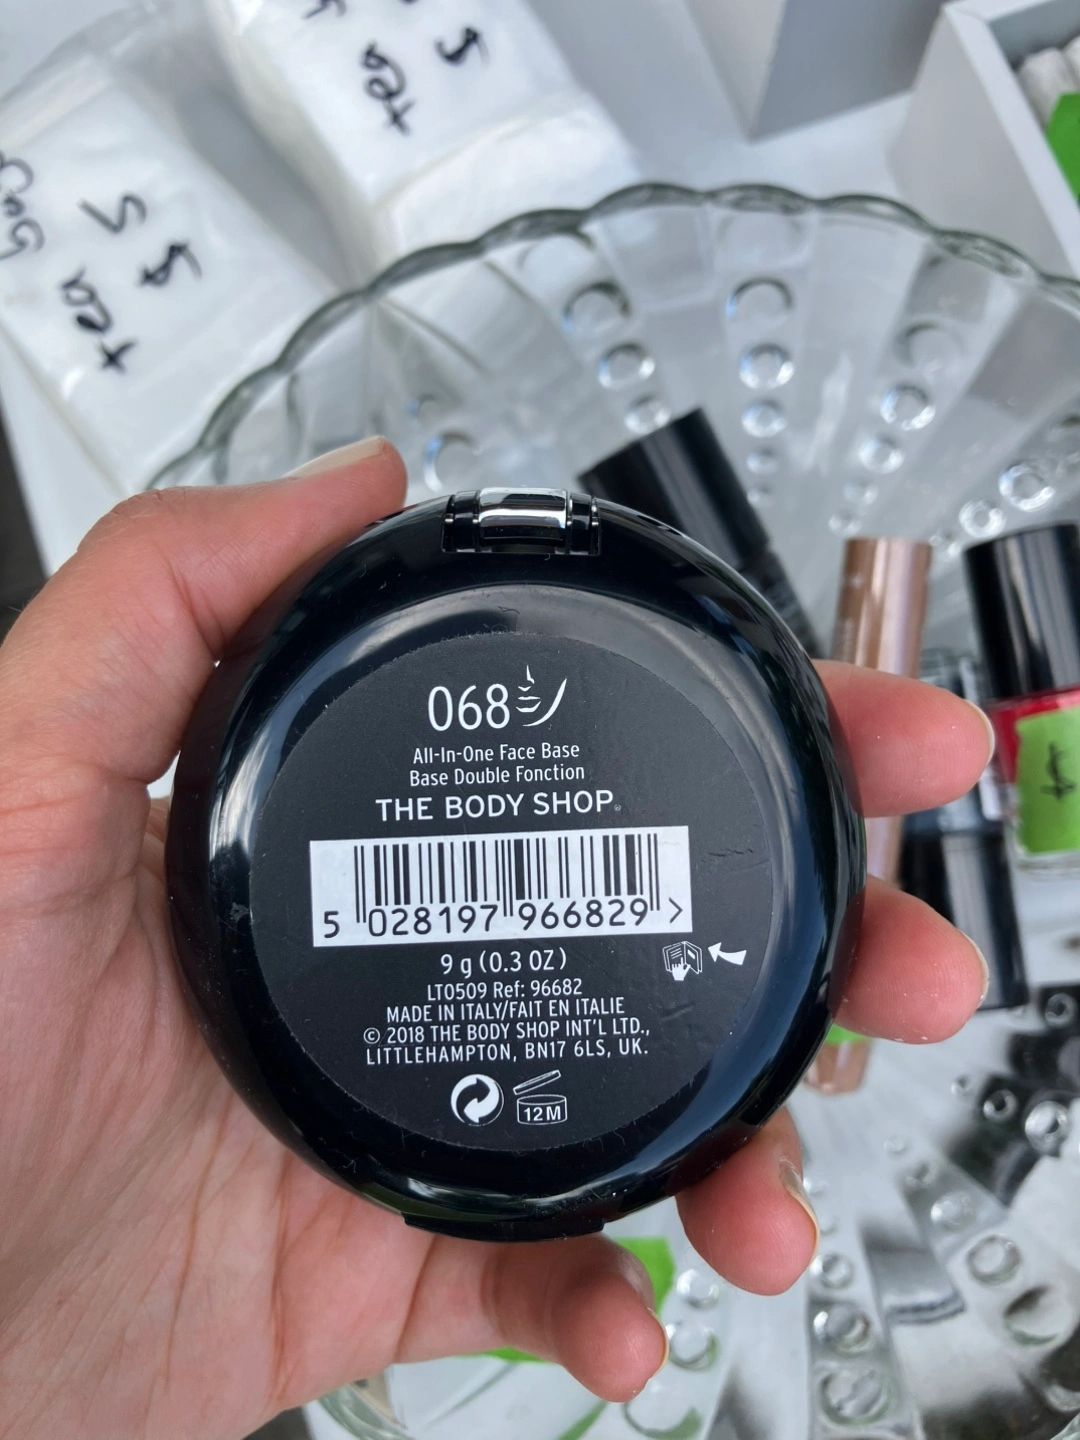 tea
tea
068
All-In-One Face Base
Base Double Fonction
THE BODY SHOP®
5 028197 966829 >
9 g (0.3 OZ)
LT0509 Ref: 96682
MADE IN ITALY/FAIT EN ITALIE
© 2018 THE BODY SHOP INT'L LTD.,
LITTLEHAMPTON, BN17 6LS, UK.
12M